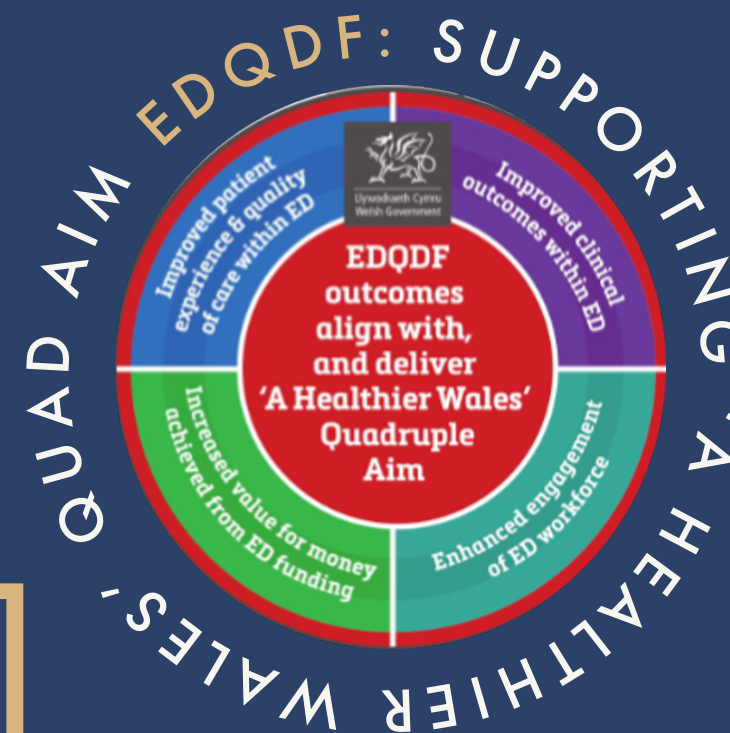 EDQDF: SUPPORTING 'A HEALTHIER WALES' QUAD AIM
Llywodraeth Cymru
Welsh Government
Improved patient
experience & quality
of care within ED
Improved clinical
outcomes within ED
EDQDF
outcomes
align with,
and deliver
‘A Healthier Wales’
Quadruple
Aim
Increased value for money
achieved from ED funding
Enhanced engagement
of ED workforce